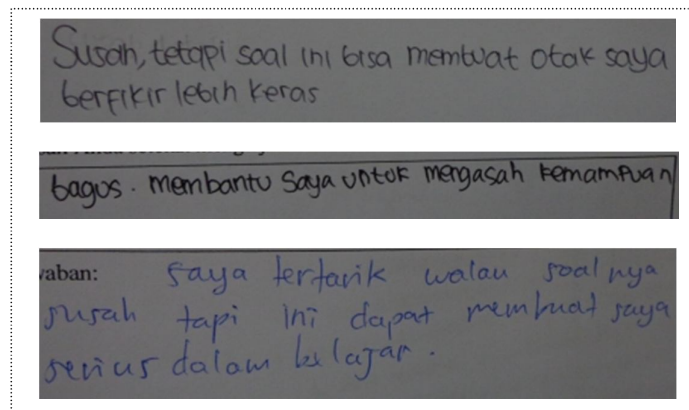 Susah, tetapi soal ini bisa membuat otak saya
berfikir lebih keras
bagus. membantu saya untuk mengasah kemampuan
vaban: saya tertarik walau soalnya
susah tapi ini dapat membuat saya
serius dalam belajar.